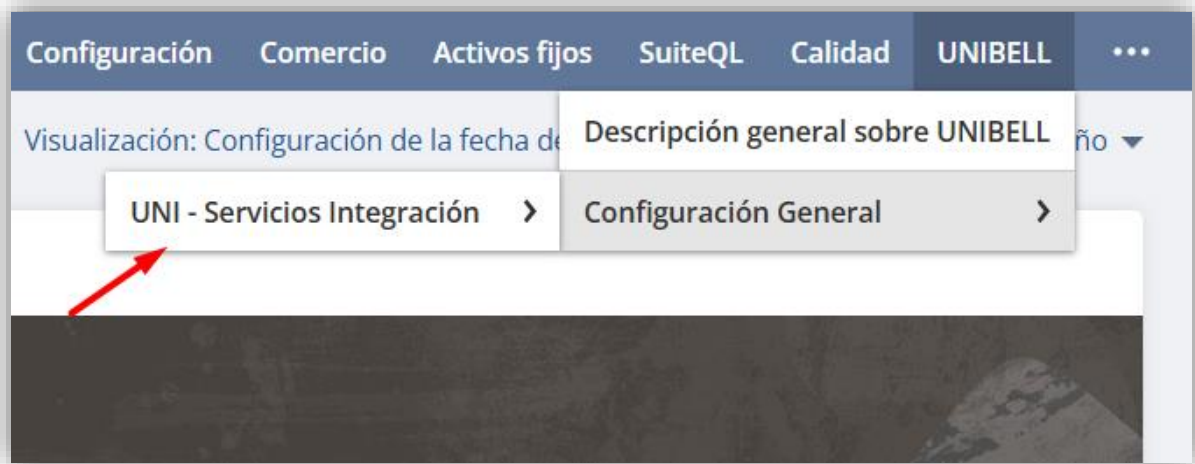 Configuración Comercio Activos fijos SuiteQL Calidad UNIBELL ...
Visualización: Configuración de la fecha de
Descripción general sobre UNIBELL
ño
UNI - Servicios Integración
Configuración General